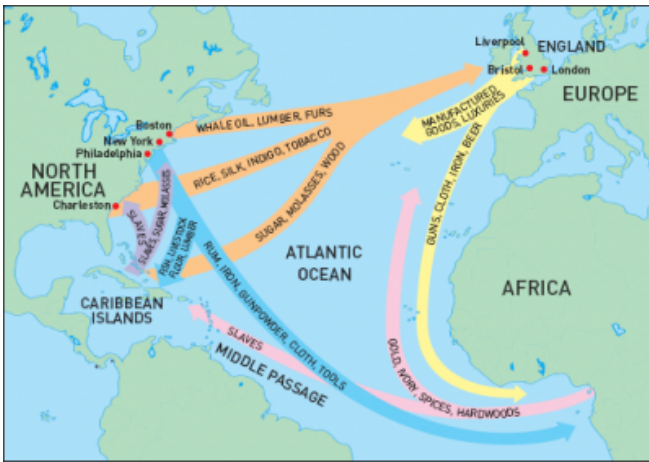 Liverpool
ENGLAND
Bristol
London
EUROPE
MANUFACTURED
GOODS, LUXURIES
Boston
WHALE OIL, LUMBER, FURS
New York
Philadelphia
RICE, SILK, INDIGO, TOBACCO
NORTH
AMERICA
Charleston
SLAVES
SLAVES, SUGAR, MOLASSES
FISH, LIVESTOCK
FLOUR, LUMBER
SUGAR, MOLASSES, WOOD
GUNS, CLOTH, IRON, BEER
ATLANTIC
OCEAN
AFRICA
CARIBBEAN
ISLANDS
RUM, IRON, GUNPOWDER, CLOTH, TOOLS
SLAVES
MIDDLE PASSAGE
GOLD, IVORY, SPICES, HARDWOODS